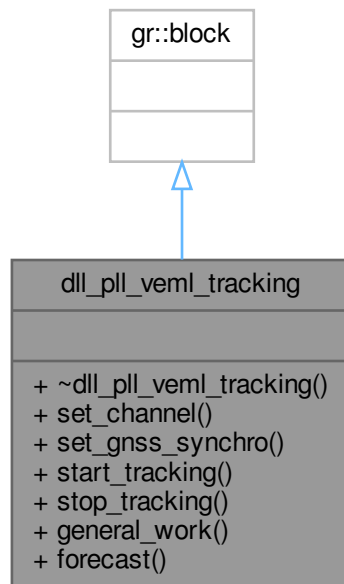 gr::block
dll_pll_veml_tracking
+ ~dll_pll_veml_tracking()
+ set_channel()
+ set_gnss_synchro()
+ start_tracking()
+ stop_tracking()
+ general_work()
+ forecast()